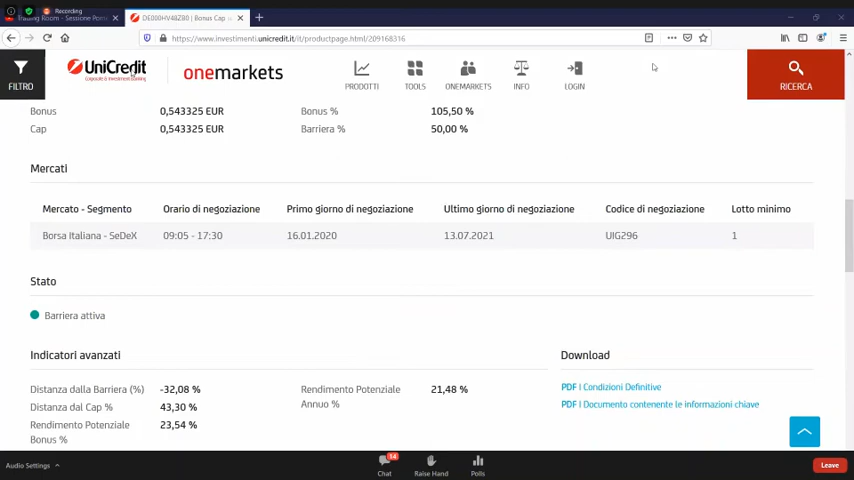 Recording
DE000HV48ZB0 | Bonus Cap
https://www.investimenti.unicredit.it/it/productpage.html/209168316
FILTRO
UniCredit
onemarkets
PRODOTTI
TOOLS
ONEMARKETS
INFO
LOGIN
RICERCA
Bonus 0,543325 EUR Bonus % 105,50 %
Cap 0,543325 EUR Barriera % 50,00 %
Mercati
Mercato - Segmento Orario di negoziazione Primo giorno di negoziazione Ultimo giorno di negoziazione Codice di negoziazione Lotto minimo
Borsa Italiana - SeDeX 09:05 - 17:30 16.01.2020 13.07.2021 UIG296 1
Stato
Barriera attiva
Indicatori avanzati
Download
Distanza dalla Barriera (%) -32,08 % Rendimento Potenziale Annuo % 21,48 % PDF | Condizioni Definitive
Distanza dal Cap % 43,30 % PDF | Documento contenente le informazioni chiave
Rendimento Potenziale Bonus % 23,54 %
Audio Settings
14
Chat
Raise Hand
Polls
Leave